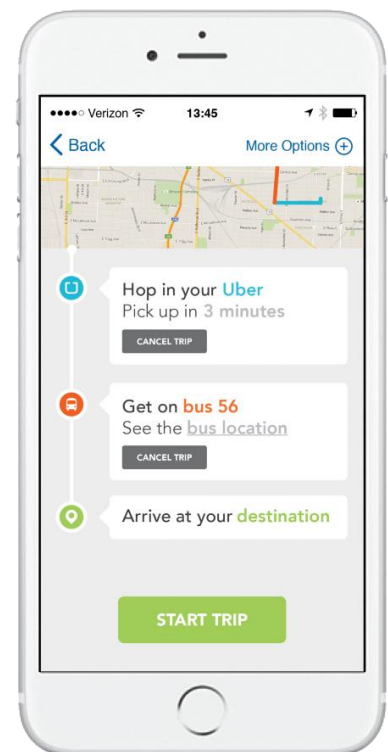 Verizon
13:45
Back
More Options
Hop in your Uber
Pick up in 3 minutes
CANCEL TRIP
Get on bus 56
See the bus location
CANCEL TRIP
Arrive at your destination
START TRIP